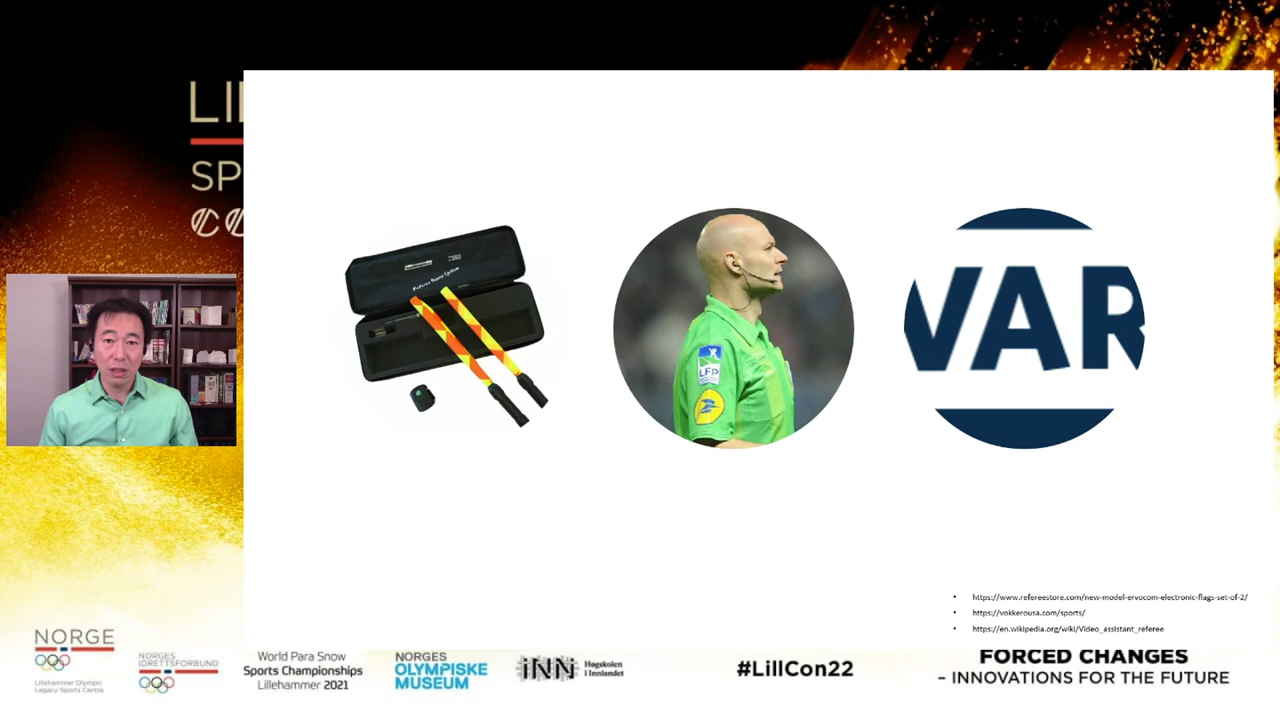 LI
SP
VAR
LFP
https://www.refereestore.com/new-model-ervocom-electronic-flags-set-of-2/
https://vokkerousa.com/sports/
https://en.wikipedia.org/wiki/Video_assistant_referee
NORGE
Lillehammer Olympic
Legacy Sports Centre
NORGES
IDRETTSFORBUND
World Para Snow
Sports Championships
Lillehammer 2021
NORGES
OLYMPISKE
MUSEUM
iNN
Høgskolen
i Innlandet
#LillCon22
FORCED CHANGES
– INNOVATIONS FOR THE FUTURE